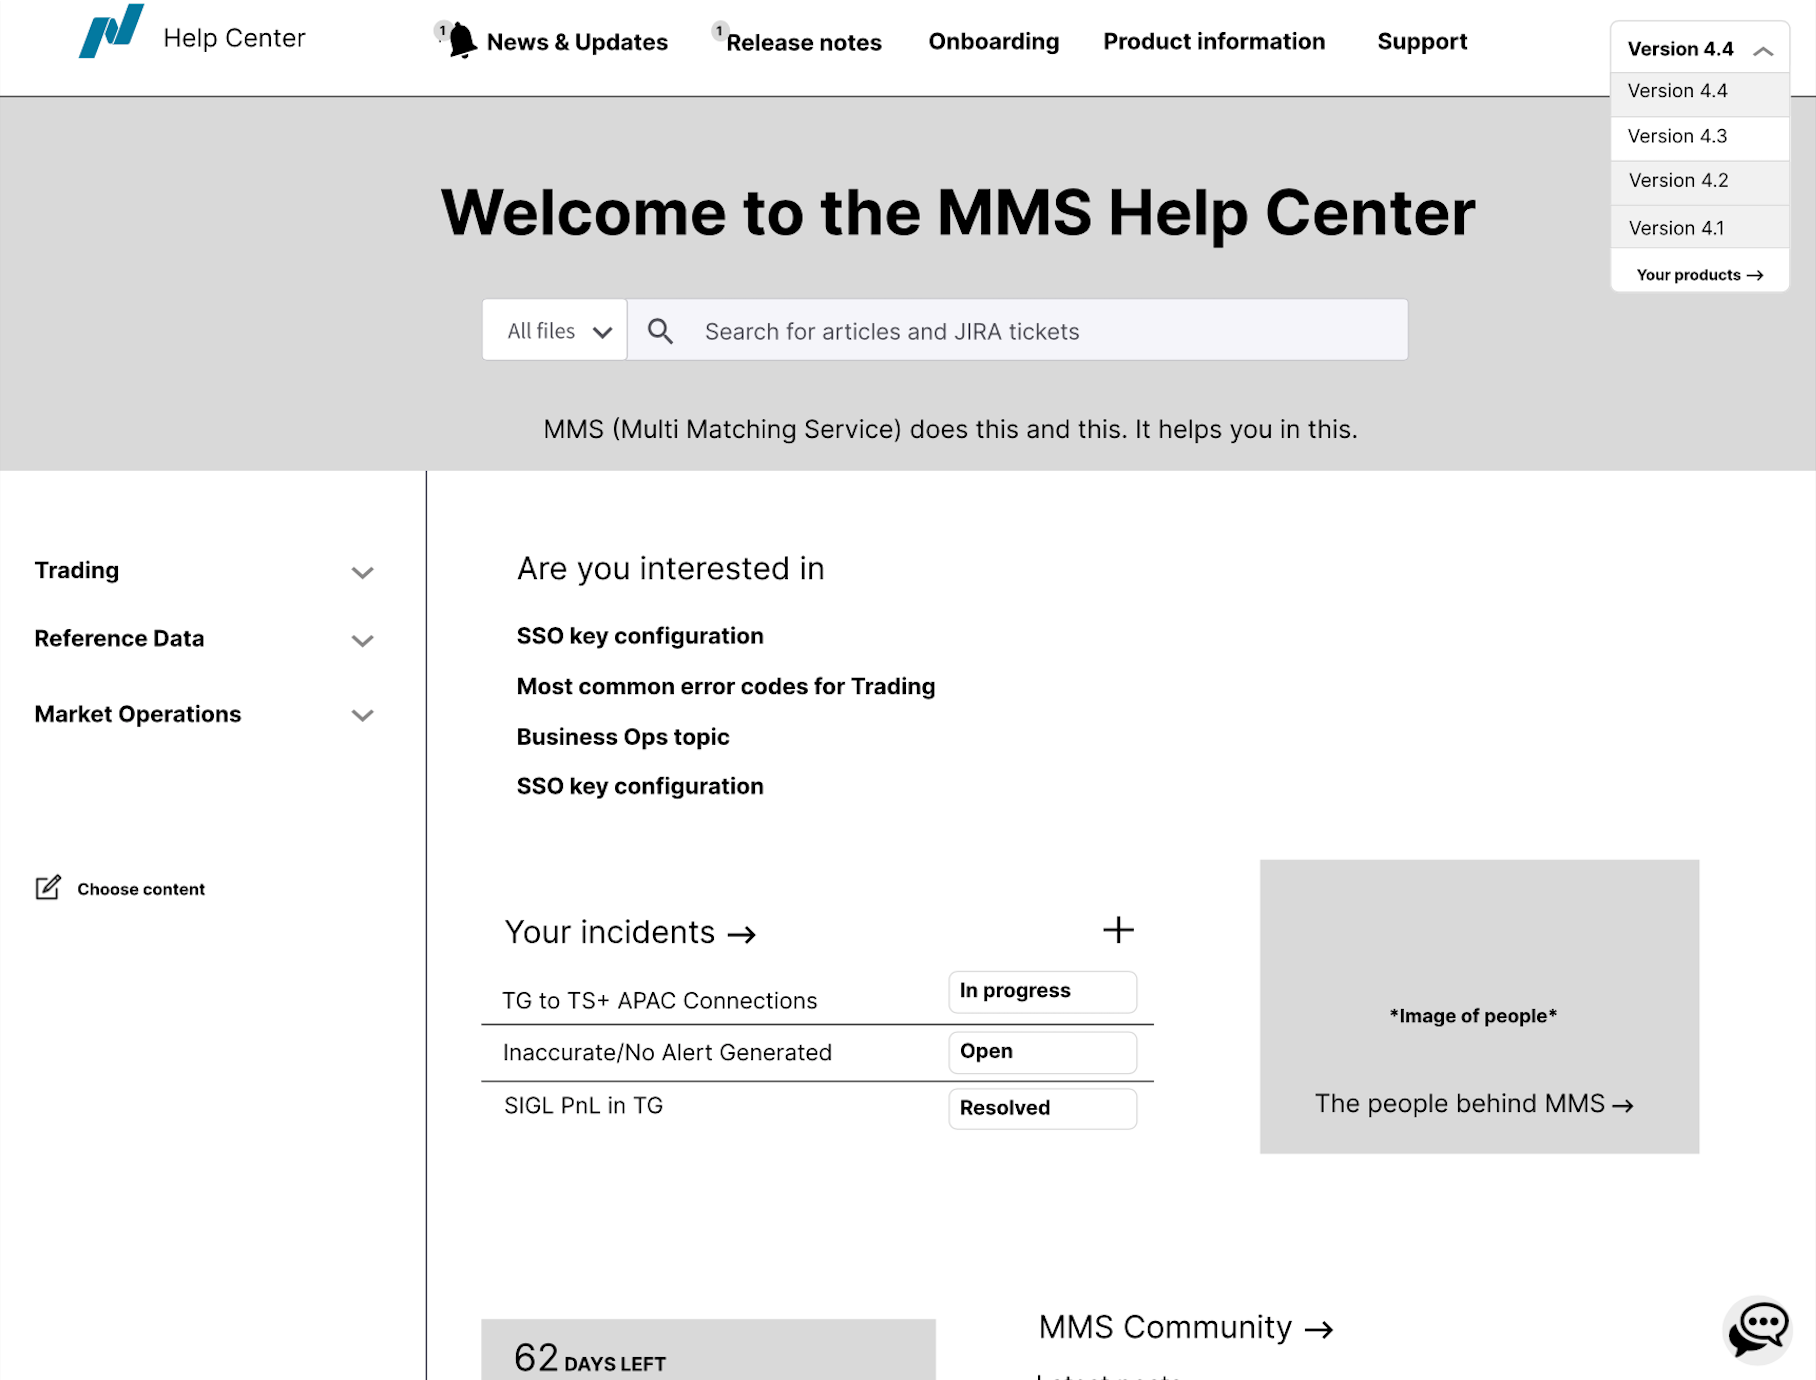 Help Center
1
News & Updates
1
Release notes
Onboarding
Product information
Support
Version 4.4
Version 4.4
Version 4.3
Version 4.2
Version 4.1
Your products →
Welcome to the MMS Help Center
All files
Search for articles and JIRA tickets
MMS (Multi Matching Service) does this and this. It helps you in this.
Trading
Reference Data
Market Operations
Choose content
Are you interested in
SSO key configuration
Most common error codes for Trading
Business Ops topic
SSO key configuration
Your incidents →
TG to TS+ APAC Connections
In progress
Inaccurate/No Alert Generated
Open
SIGL PnL in TG
Resolved
*Image of people*
The people behind MMS →
62 DAYS LEFT
MMS Community →